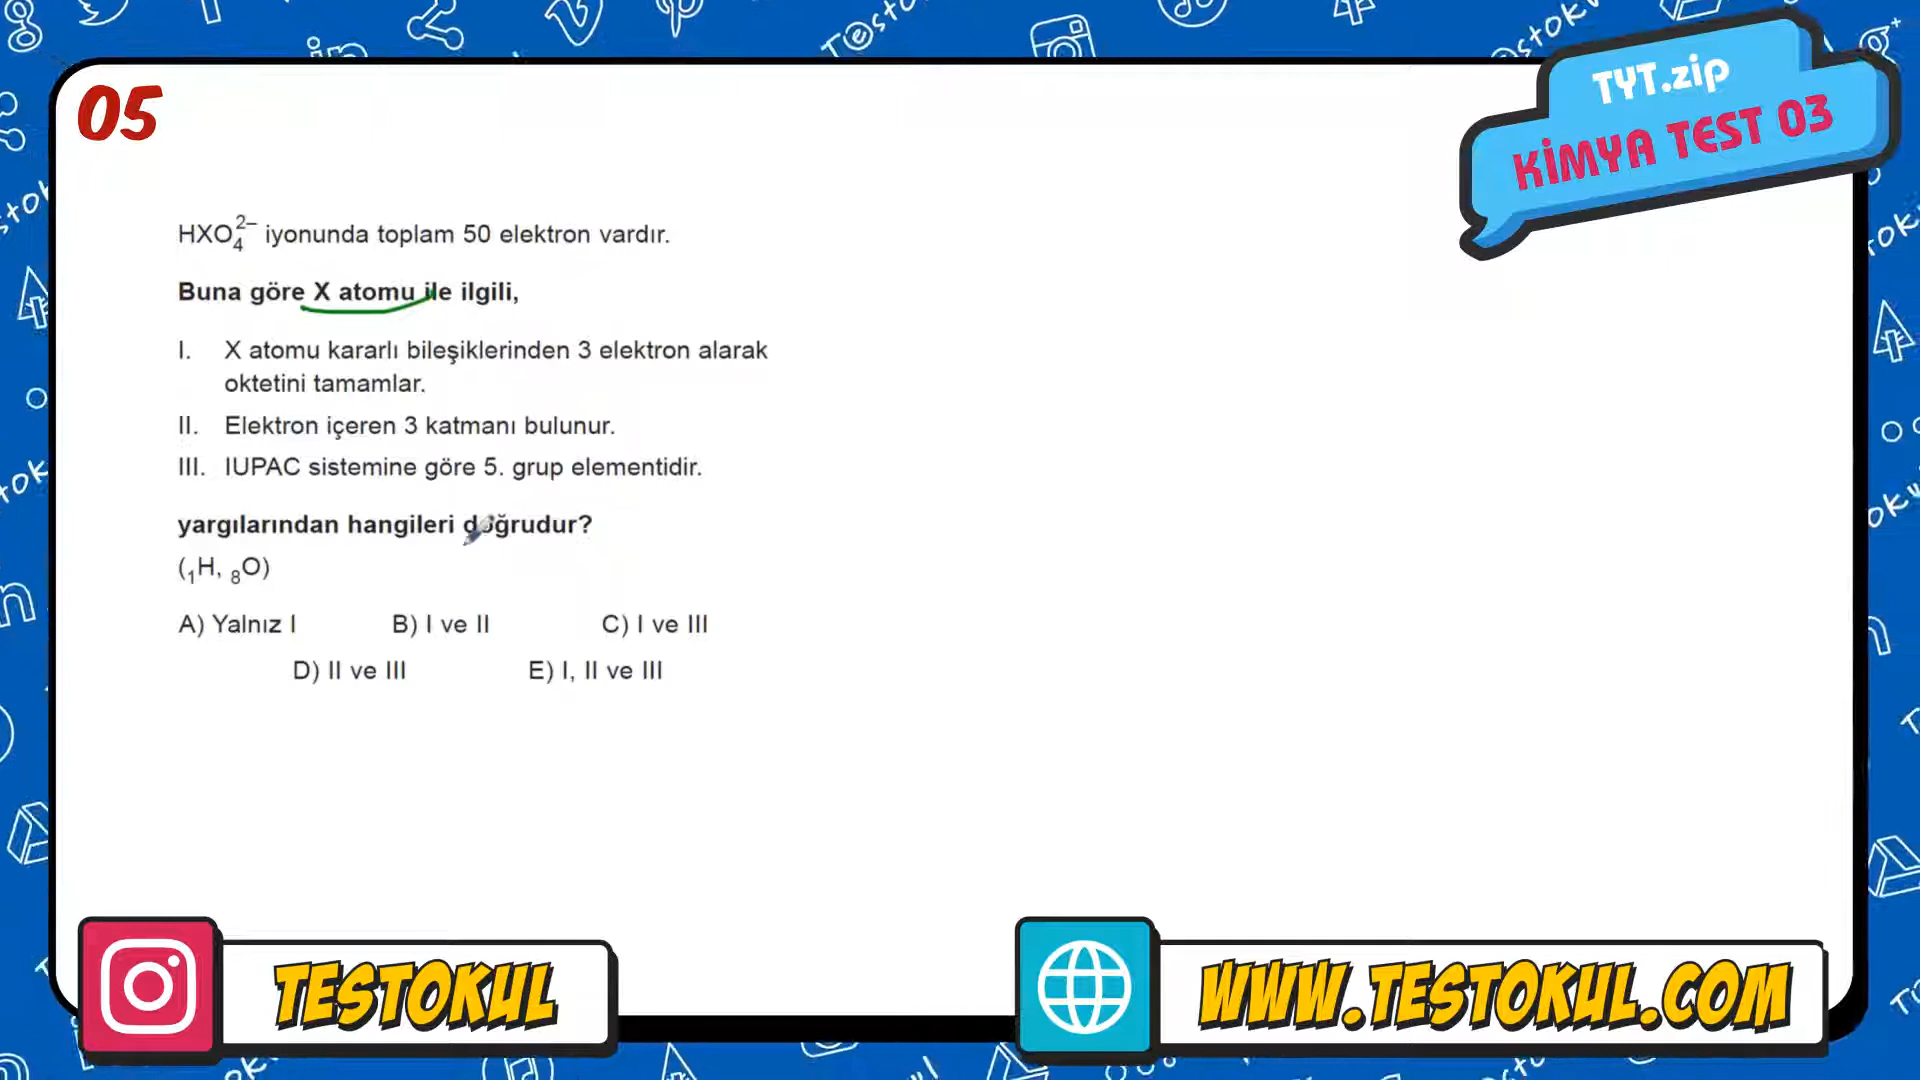 05
TYT.zip
KİMYA TEST 03
HXO₄²⁻ iyonunda toplam 50 elektron vardır.
Buna göre X atomu ile ilgili,
I. X atomu kararlı bileşiklerinden 3 elektron alarak
oktetini tamamlar.
II. Elektron içeren 3 katmanı bulunur.
III. IUPAC sistemine göre 5. grup elementidir.
yargılarından hangileri doğrudur?
(₁H, ₈O)
A) Yalnız I B) I ve II C) I ve III
D) II ve III E) I, II ve III
TESTOKUL
WWW.TESTOKUL.COM